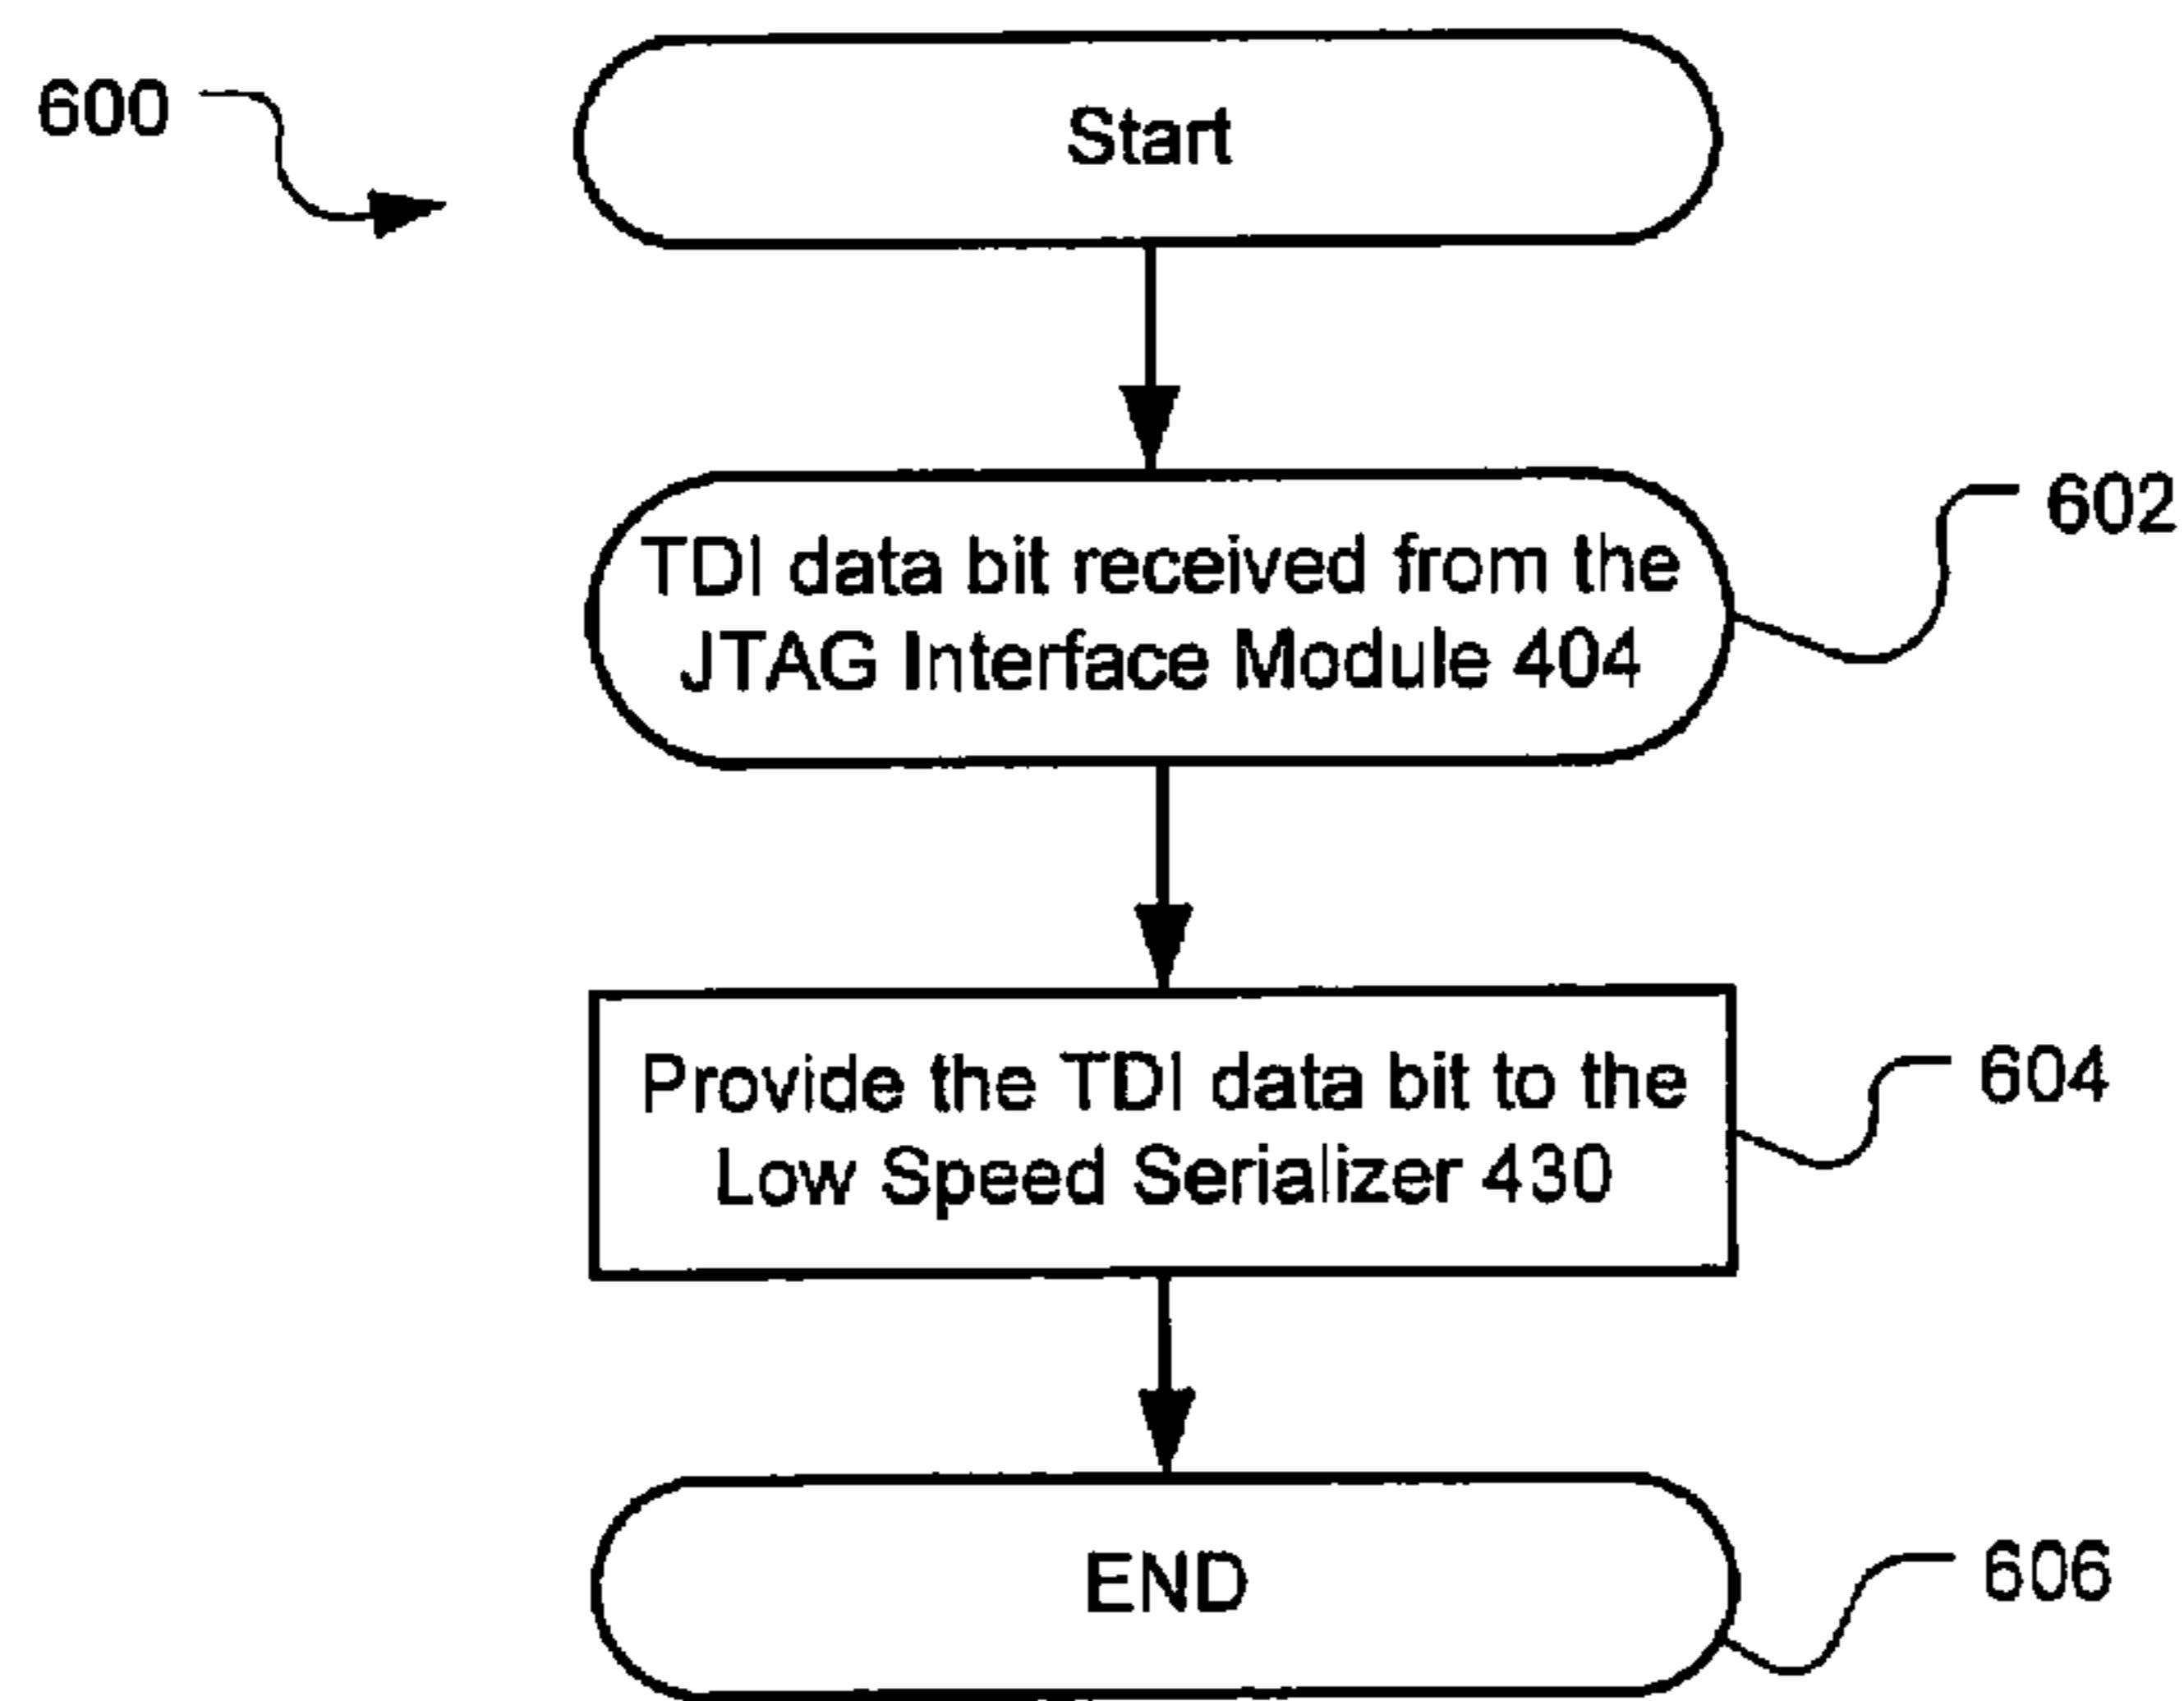 600
Start
TDI data bit received from the
JTAG Interface Module 404
602
Provide the TDI data bit to the
Low Speed Serializer 430
604
END
606